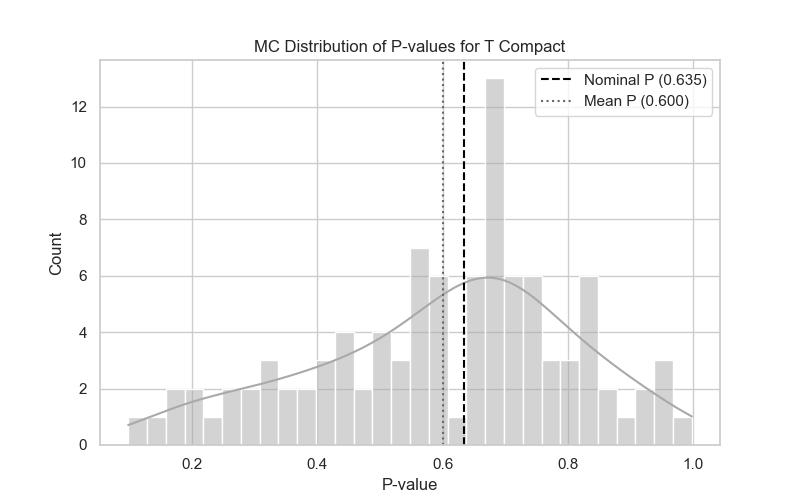 MC Distribution of P-values for T Compact
Nominal P (0.635)
Mean P (0.600)
Count
12
10
8
6
4
2
0
0.2
0.4
0.6
0.8
1.0
P-value